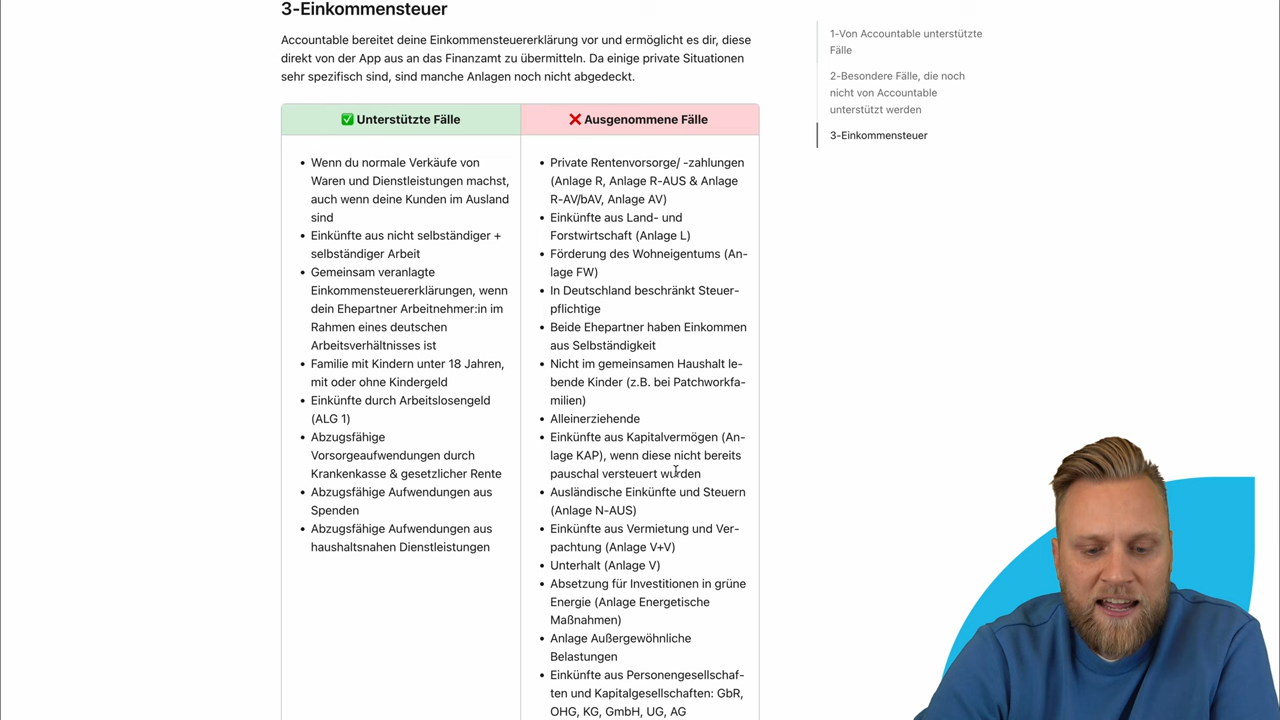 3-Einkommensteuer
Accountable bereitet deine Einkommensteuererklärung vor und ermöglicht es dir, diese
direkt von der App aus an das Finanzamt zu übermitteln. Da einige private Situationen
sehr spezifisch sind, sind manche Anlagen noch nicht abgedeckt.
✅ Unterstützte Fälle
• Wenn du normale Verkäufe von
Waren und Dienstleistungen machst,
auch wenn deine Kunden im Ausland
sind
• Einkünfte aus nicht selbständiger +
selbständiger Arbeit
• Gemeinsam veranlagte
Einkommensteuererklärungen, wenn
dein Ehepartner Arbeitnehmer:in im
Rahmen eines deutschen
Arbeitsverhältnisses ist
• Familie mit Kindern unter 18 Jahren,
mit oder ohne Kindergeld
• Einkünfte durch Arbeitslosengeld
(ALG 1)
• Abzugsfähige
Vorsorgeaufwendungen durch
Krankenkasse & gesetzlicher Rente
• Abzugsfähige Aufwendungen aus
Spenden
• Abzugsfähige Aufwendungen aus
haushaltsnahen Dienstleistungen
❌ Ausgenommene Fälle
• Private Rentenvorsorge/ -zahlungen
(Anlage R, Anlage R-AUS & Anlage
R-AV/bAV, Anlage AV)
• Einkünfte aus Land- und
Forstwirtschaft (Anlage L)
• Förderung des Wohneigentums (An-
lage FW)
• In Deutschland beschränkt Steuer-
pflichtige
• Beide Ehepartner haben Einkommen
aus Selbständigkeit
• Nicht im gemeinsamen Haushalt le-
bende Kinder (z.B. bei Patchworkfa-
milien)
• Alleinerziehende
• Einkünfte aus Kapitalvermögen (An-
lage KAP), wenn diese nicht bereits
pauschal versteuert wurden
• Ausländische Einkünfte und Steuern
(Anlage N-AUS)
• Einkünfte aus Vermietung und Ver-
pachtung (Anlage V+V)
• Unterhalt (Anlage V)
• Absetzung für Investitionen in grüne
Energie (Anlage Energetische
Maßnahmen)
• Anlage Außergewöhnliche
Belastungen
• Einkünfte aus Personengesellschaf-
ten und Kapitalgesellschaften: GbR,
OHG, KG, GmbH, UG, AG
1-Von Accountable unterstützte
Fälle
2-Besondere Fälle, die noch
nicht von Accountable
unterstützt werden
3-Einkommensteuer